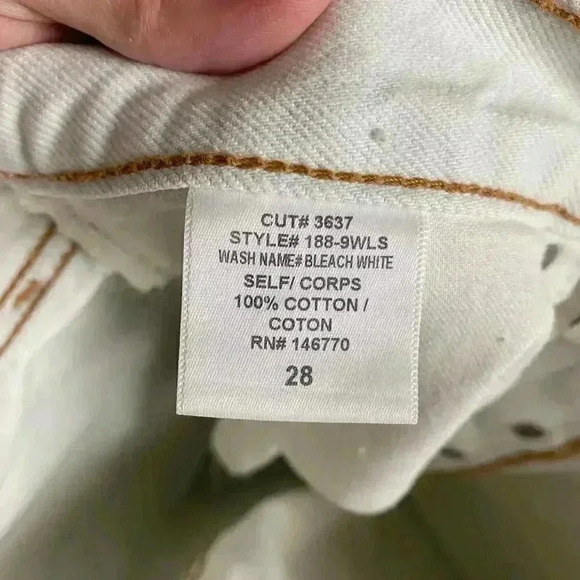 CUT# 3637
STYLE# 188-9WLS
WASH NAME# BLEACH WHITE
SELF/ CORPS
100% COTTON /
COTON
RN# 146770
28